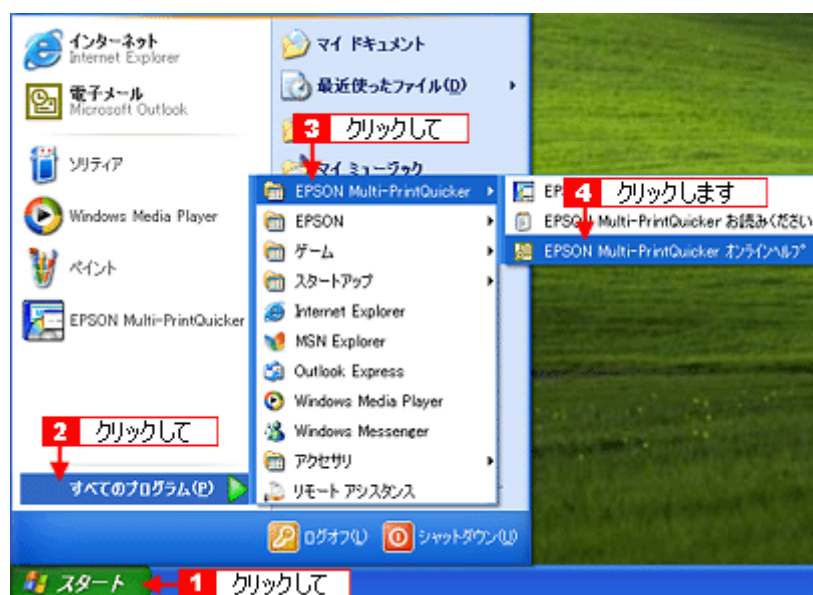 インターネット
Internet Explorer
電子メール
Microsoft Outlook
ソリティア
Windows Media Player
ペイント
EPSON Multi-PrintQuicker
2 クリックして
すべてのプログラム(P)
マイ ドキュメント
最近使ったファイル(D)
3 クリックして
マイ ミュージック
EPSON Multi-PrintQuicker
EPSON
ゲーム
スタートアップ
Internet Explorer
MSN Explorer
Outlook Express
Windows Media Player
Windows Messenger
アクセサリ
リモート アシスタンス
4 クリックします
EPSON Multi-PrintQuicker お読みください
EPSON Multi-PrintQuicker オンラインヘルプ
ログオフ(L)
シャットダウン(U)
スタート
1 クリックして